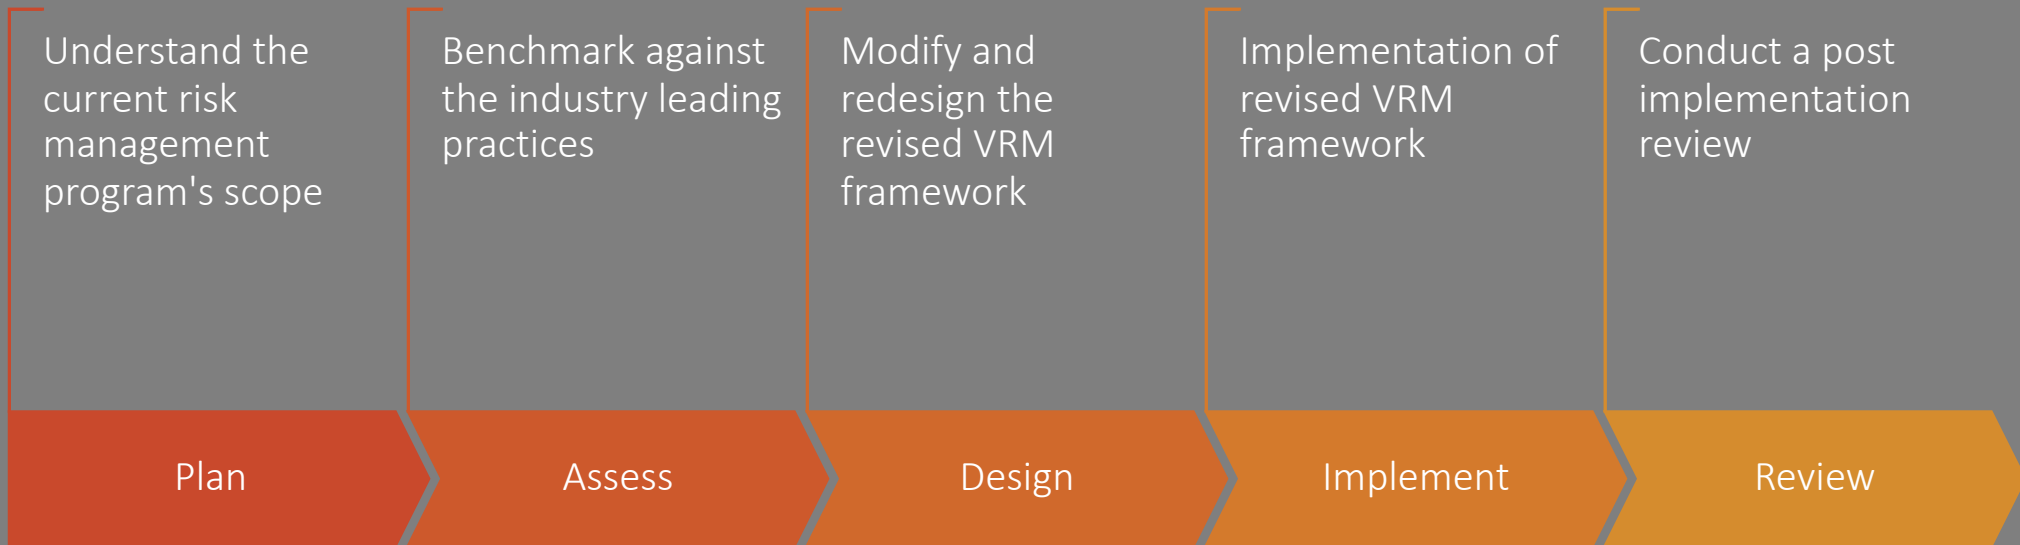 Understand the
current risk
management
program's scope
Benchmark against
the industry leading
practices
Modify and
redesign the
revised VRM
framework
Implementation of
revised VRM
framework
Conduct a post
implementation
review
Plan
Assess
Design
Implement
Review